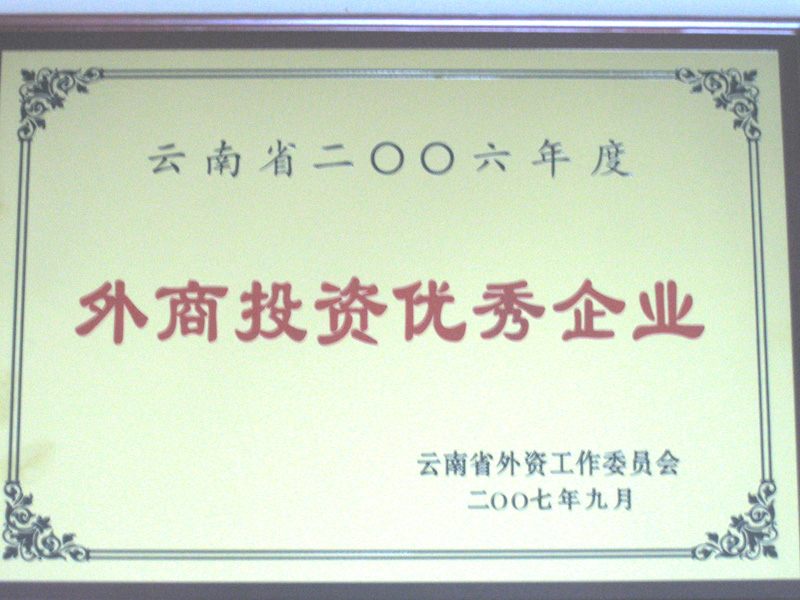 云南省二〇〇六年度
外商投资优秀企业
云南省外资工作委员会
二〇〇七年九月